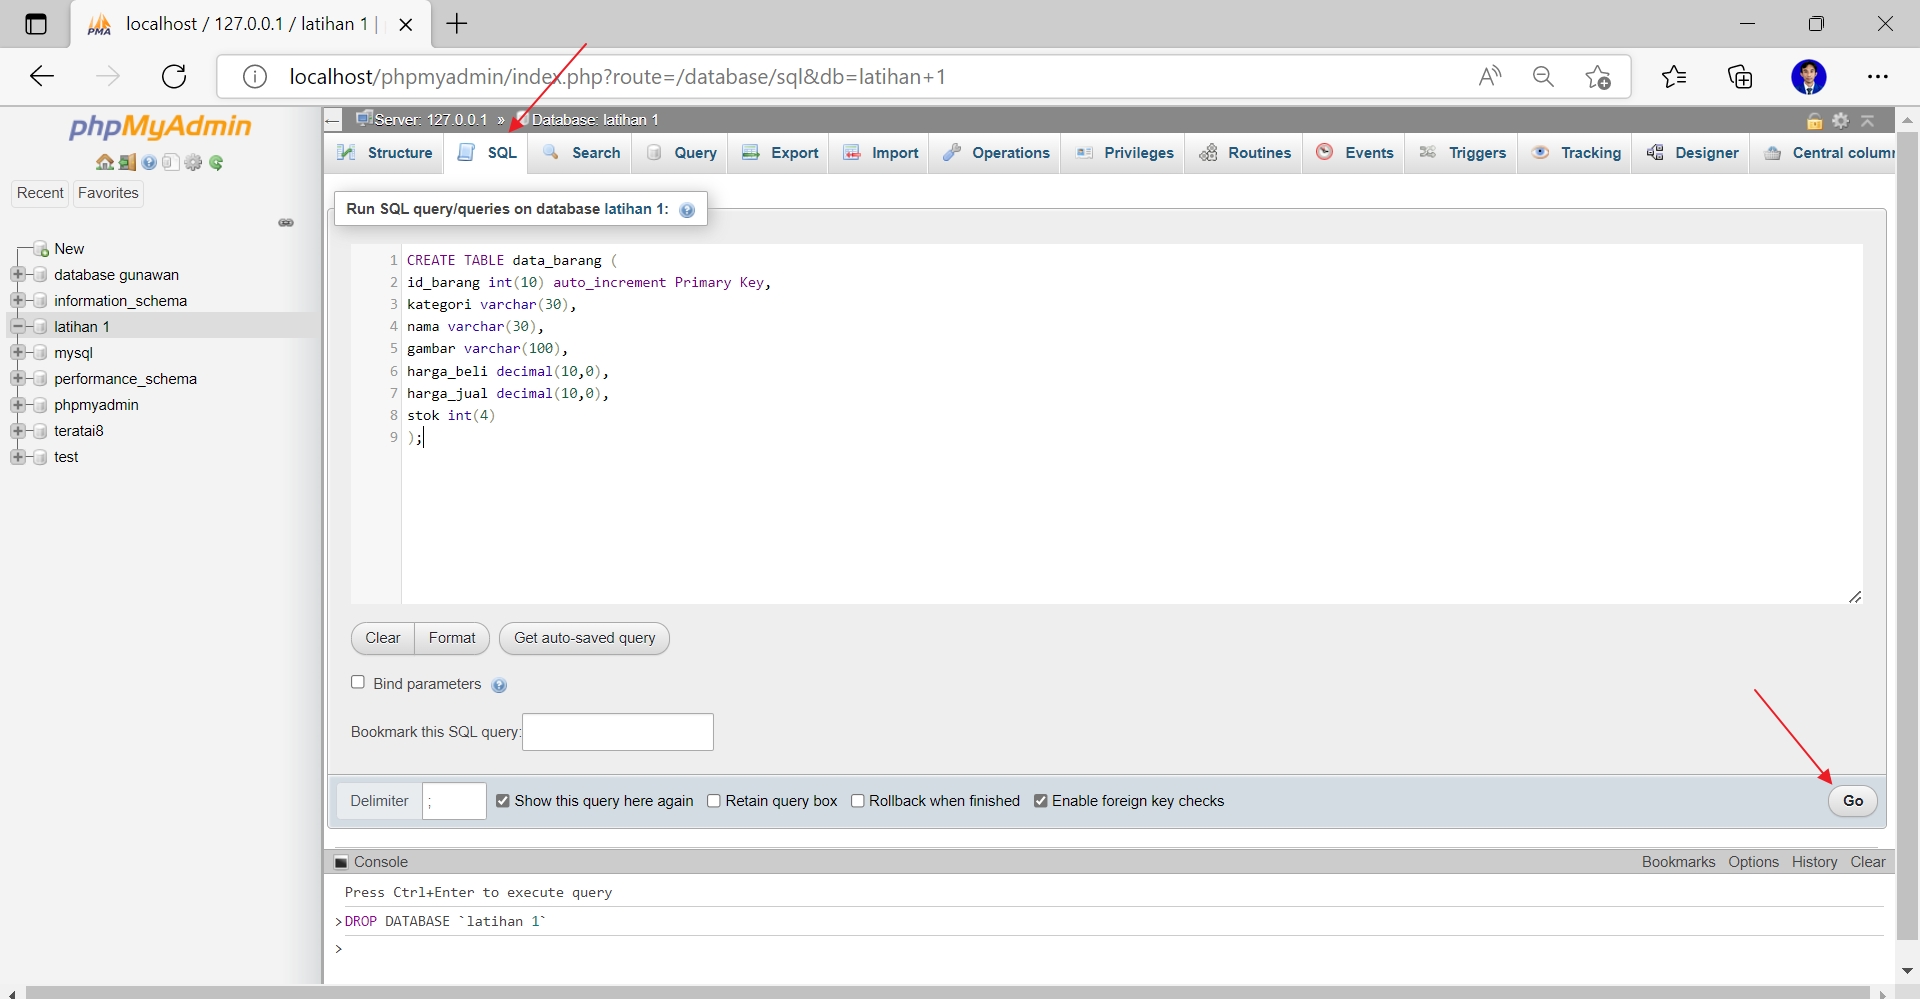 localhost / 127.0.0.1 / latihan 1 |
localhost/phpmyadmin/index.php?route=/database/sql&db=latihan+1
phpMyAdmin
Recent Favorites
New
database gunawan
information_schema
latihan 1
mysql
performance_schema
phpmyadmin
teratai8
test
Server: 127.0.0.1 » Database: latihan 1
Structure SQL Search Query Export Import Operations Privileges Routines Events Triggers Tracking Designer Central colum
Run SQL query/queries on database latihan 1:
1 CREATE TABLE data_barang (
2 id_barang int(10) auto_increment Primary Key,
3 kategori varchar(30),
4 nama varchar(30),
5 gambar varchar(100),
6 harga_beli decimal(10,0),
7 harga_jual decimal(10,0),
8 stok int(4)
9 );
Clear Format Get auto-saved query
Bind parameters
Bookmark this SQL query:
Delimiter ; Show this query here again Retain query box Rollback when finished Enable foreign key checks Go
Console Bookmarks Options History Clear
Press Ctrl+Enter to execute query
>DROP DATABASE `latihan 1`
>